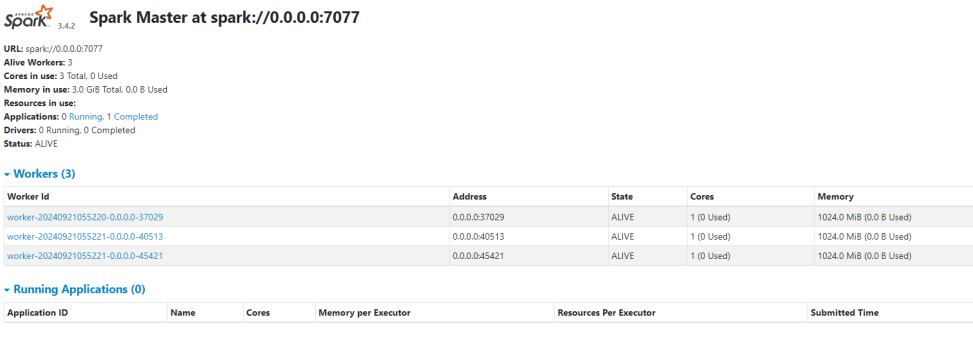 APACHE Spark 3.4.2 Spark Master at spark://0.0.0.0:7077
URL: spark://0.0.0.0:7077
Alive Workers: 3
Cores in use: 3 Total, 0 Used
Memory in use: 3.0 GiB Total, 0.0 B Used
Resources in use:
Applications: 0 Running, 1 Completed
Drivers: 0 Running, 0 Completed
Status: ALIVE
Workers (3)
Worker Id Address State Cores Memory
worker-20240921055220-0.0.0.0-37029 0.0.0.0:37029 ALIVE 1 (0 Used) 1024.0 MiB (0.0 B Used)
worker-20240921055221-0.0.0.0-40513 0.0.0.0:40513 ALIVE 1 (0 Used) 1024.0 MiB (0.0 B Used)
worker-20240921055221-0.0.0.0-45421 0.0.0.0:45421 ALIVE 1 (0 Used) 1024.0 MiB (0.0 B Used)
Running Applications (0)
Application ID Name Cores Memory per Executor Resources Per Executor Submitted Time